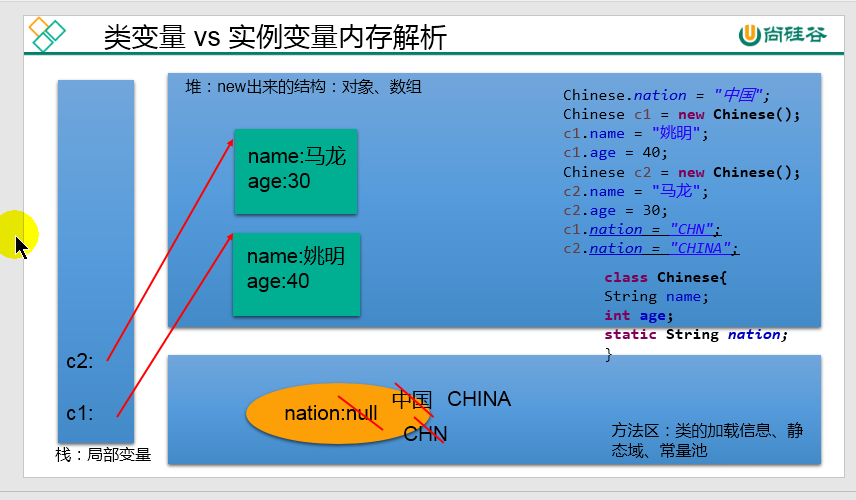 类变量 vs 实例变量内存解析
尚硅谷
堆：new出来的结构：对象、数组
name:马龙
age:30
name:姚明
age:40
Chinese.nation = "中国";
Chinese c1 = new Chinese();
c1.name = "姚明";
c1.age = 40;
Chinese c2 = new Chinese();
c2.name = "马龙";
c2.age = 30;
c1.nation = "CHN";
c2.nation = "CHINA";
class Chinese{
String name;
int age;
static String nation;
}
c2:
c1:
栈：局部变量
nation:null
中国 CHINA
CHN
方法区：类的加载信息、静
态域、常量池